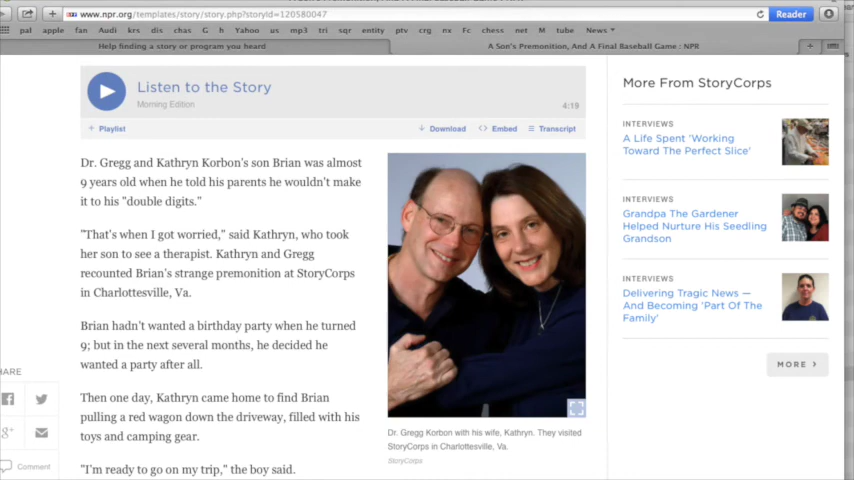 www.npr.org/templates/story/story.php?storyId=120580047
Reader
pal apple fan Audi krs dis chas G h Yahoo us mp3 tri sqr entity ptv crg nx Fc chess net M tube News
Help finding a story or program you heard
A Son's Premonition, And A Final Baseball Game : NPR
Listen to the Story
Morning Edition
4:19
Playlist
Download
Embed
Transcript
Dr. Gregg and Kathryn Korbon's son Brian was almost
9 years old when he told his parents he wouldn't make
it to his "double digits."
"That's when I got worried," said Kathryn, who took
her son to see a therapist. Kathryn and Gregg
recounted Brian's strange premonition at StoryCorps
in Charlottesville, Va.
Brian hadn't wanted a birthday party when he turned
9; but in the next several months, he decided he
wanted a party after all.
Then one day, Kathryn came home to find Brian
pulling a red wagon down the driveway, filled with his
toys and camping gear.
"I'm ready to go on my trip," the boy said.
HARE
Comment
Dr. Gregg Korbon with his wife, Kathryn. They visited
StoryCorps in Charlottesville, Va.
StoryCorps
More From StoryCorps
INTERVIEWS
A Life Spent 'Working
Toward The Perfect Slice'
INTERVIEWS
Grandpa The Gardener
Helped Nurture His Seedling
Grandson
INTERVIEWS
Delivering Tragic News —
And Becoming 'Part Of The
Family'
MORE